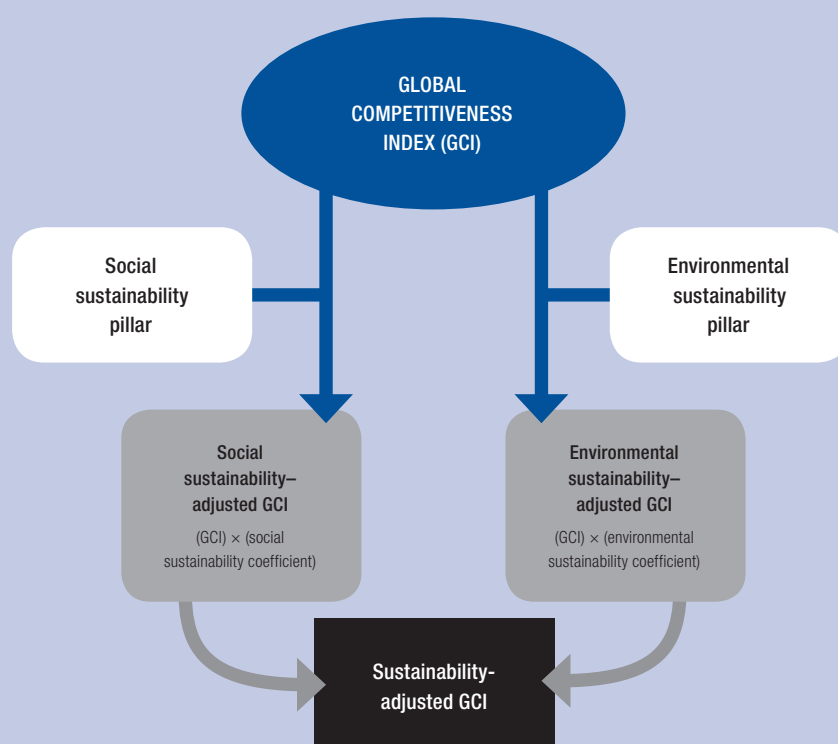 GLOBAL
COMPETITIVENESS
INDEX (GCI)
Social
sustainability
pillar
Environmental
sustainability
pillar
Social
sustainability–
adjusted GCI
(GCI) × (social
sustainability coefficient)
Environmental
sustainability–
adjusted GCI
(GCI) × (environmental
sustainability coefficient)
Sustainability-
adjusted GCI